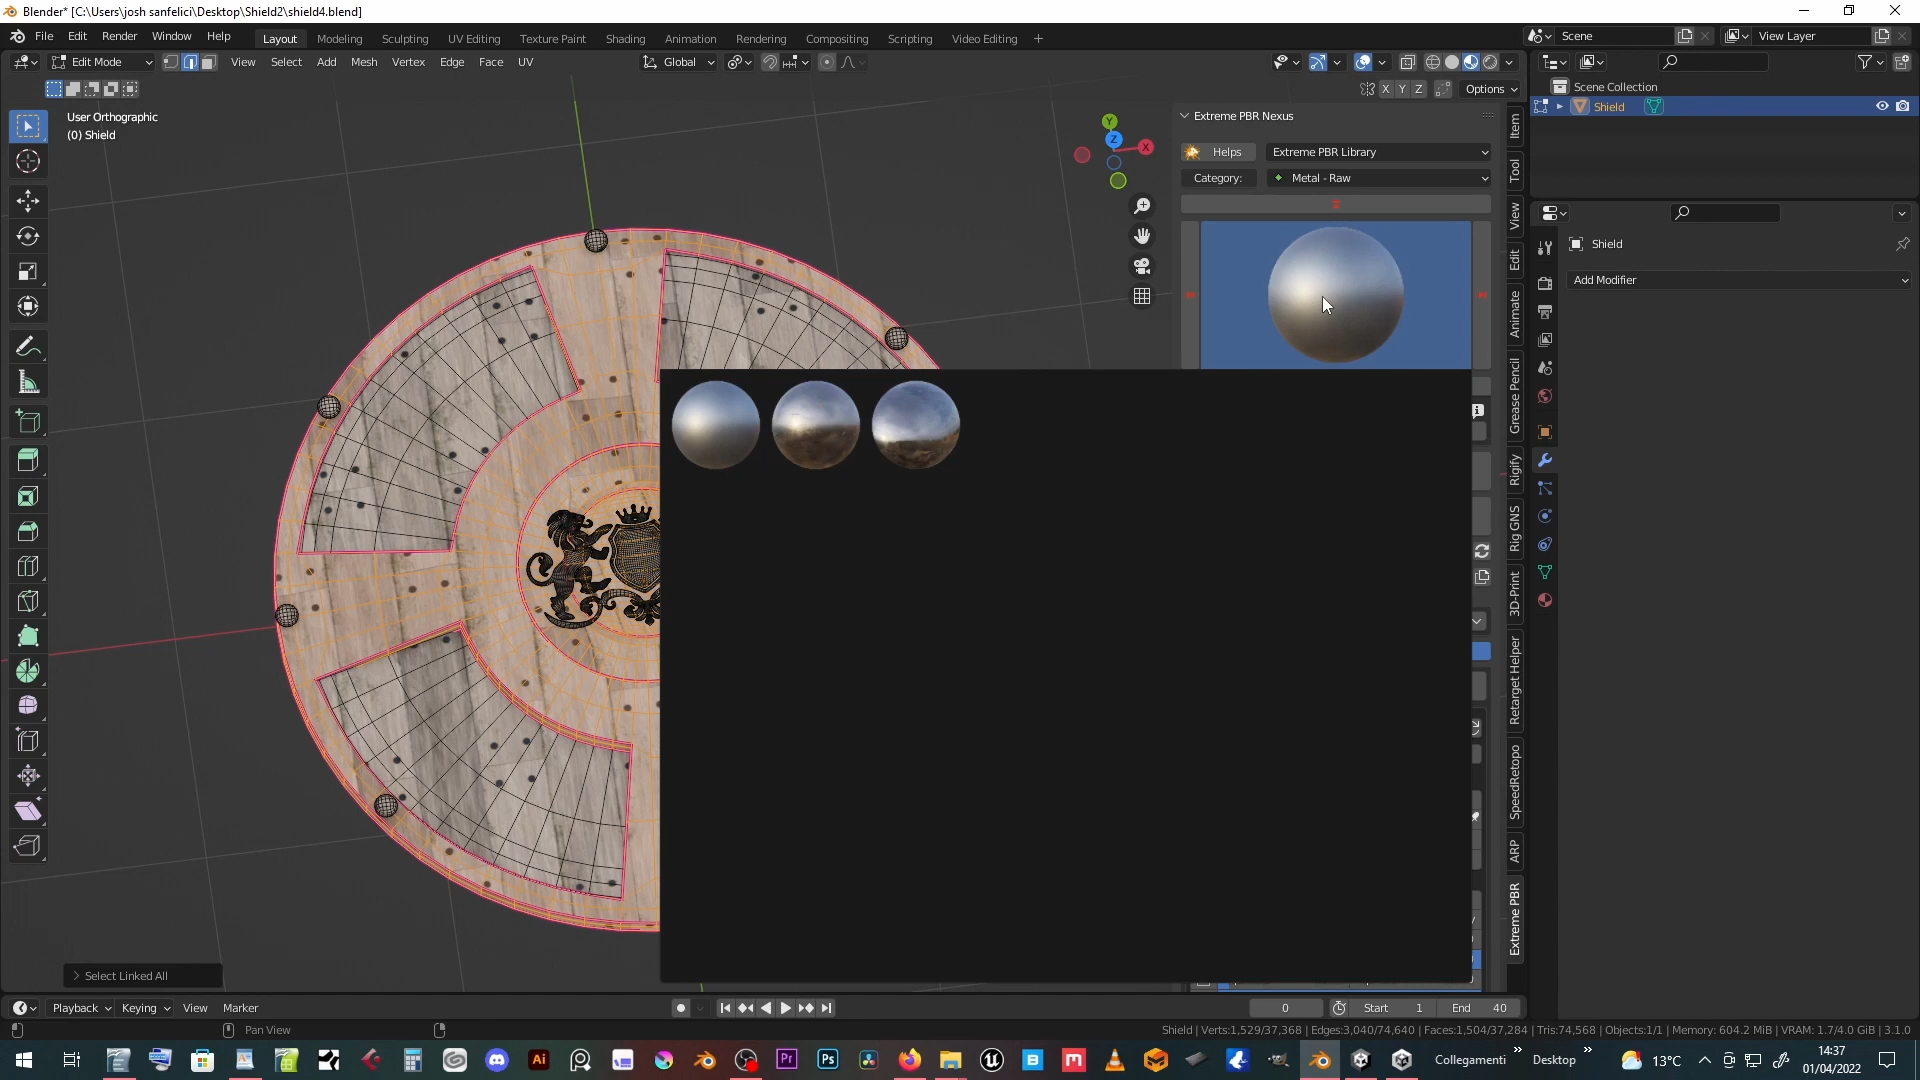 Blender* [C:\Users\josh sanfelici\Desktop\Shield2\shield4.blend]
File Edit Render Window Help Layout Modeling Sculpting UV Editing Texture Paint Shading Animation Rendering Compositing Scripting Video Editing + Scene View Layer
Edit Mode View Select Add Mesh Vertex Edge Face UV Global
X Y Z Options
Scene Collection
Shield
User Orthographic
(0) Shield
Y
Z
X
Extreme PBR Nexus
Helps Extreme PBR Library
Category: Metal - Raw
Item
Tool
View
Edit
Animate
Grease Pencil
Rigify
Rig GNS
3D-Print
Retarget Helper
SpeedRetopo
ARP
Extreme PBR
Shield
Add Modifier
Select Linked All
Playback Keying View Marker 0 Start 1 End 40
Pan View Shield | Verts:1,529/37,368 | Edges:3,040/74,640 | Faces:1,504/37,284 | Tris:74,568 | Objects:1/1 | Memory: 604.2 MiB | VRAM: 1.7/4.0 GiB | 3.1.0
Ai Pr Ps Collegamenti » Desktop » 13°C 14:37
01/04/2022